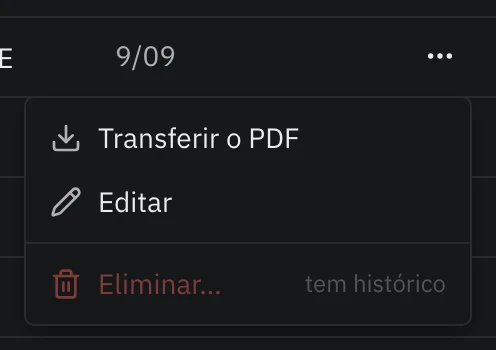 E 9/09 •••
Transferir o PDF
Editar
Eliminar... tem histórico